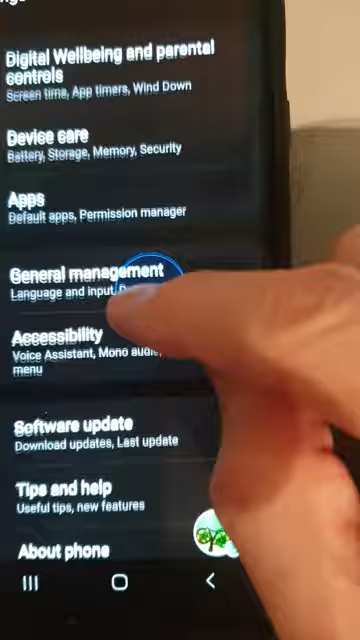 Digital Wellbeing and parental
controls
Screen time, App timers, Wind Down
Device care
Battery, Storage, Memory, Security
Apps
Default apps, Permission manager
General management
Language and input,
Accessibility
Voice Assistant, Mono audio,
menu
Software update
Download updates, Last update
Tips and help
Useful tips, new features
About phone